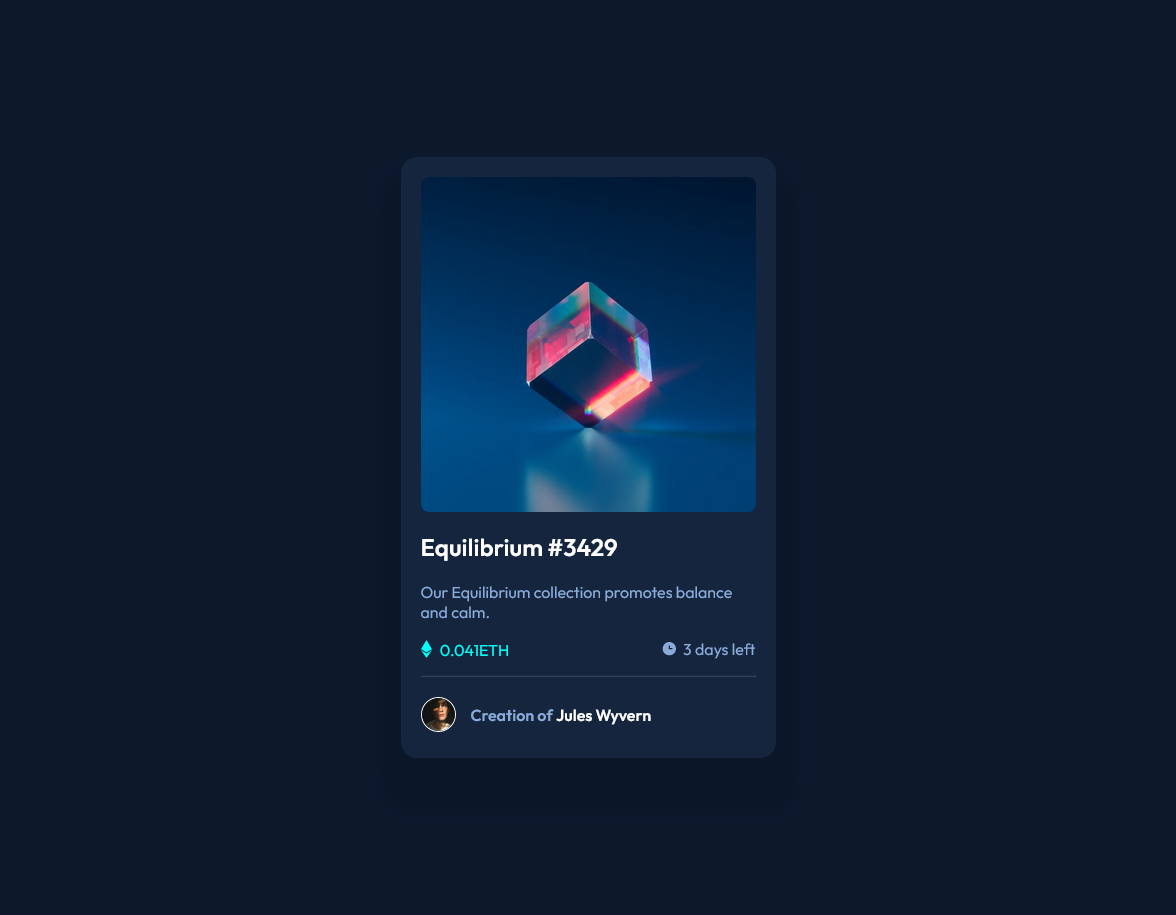 Equilibrium #3429
Our Equilibrium collection promotes balance
and calm.
0.041ETH
3 days left
Creation of Jules Wyvern